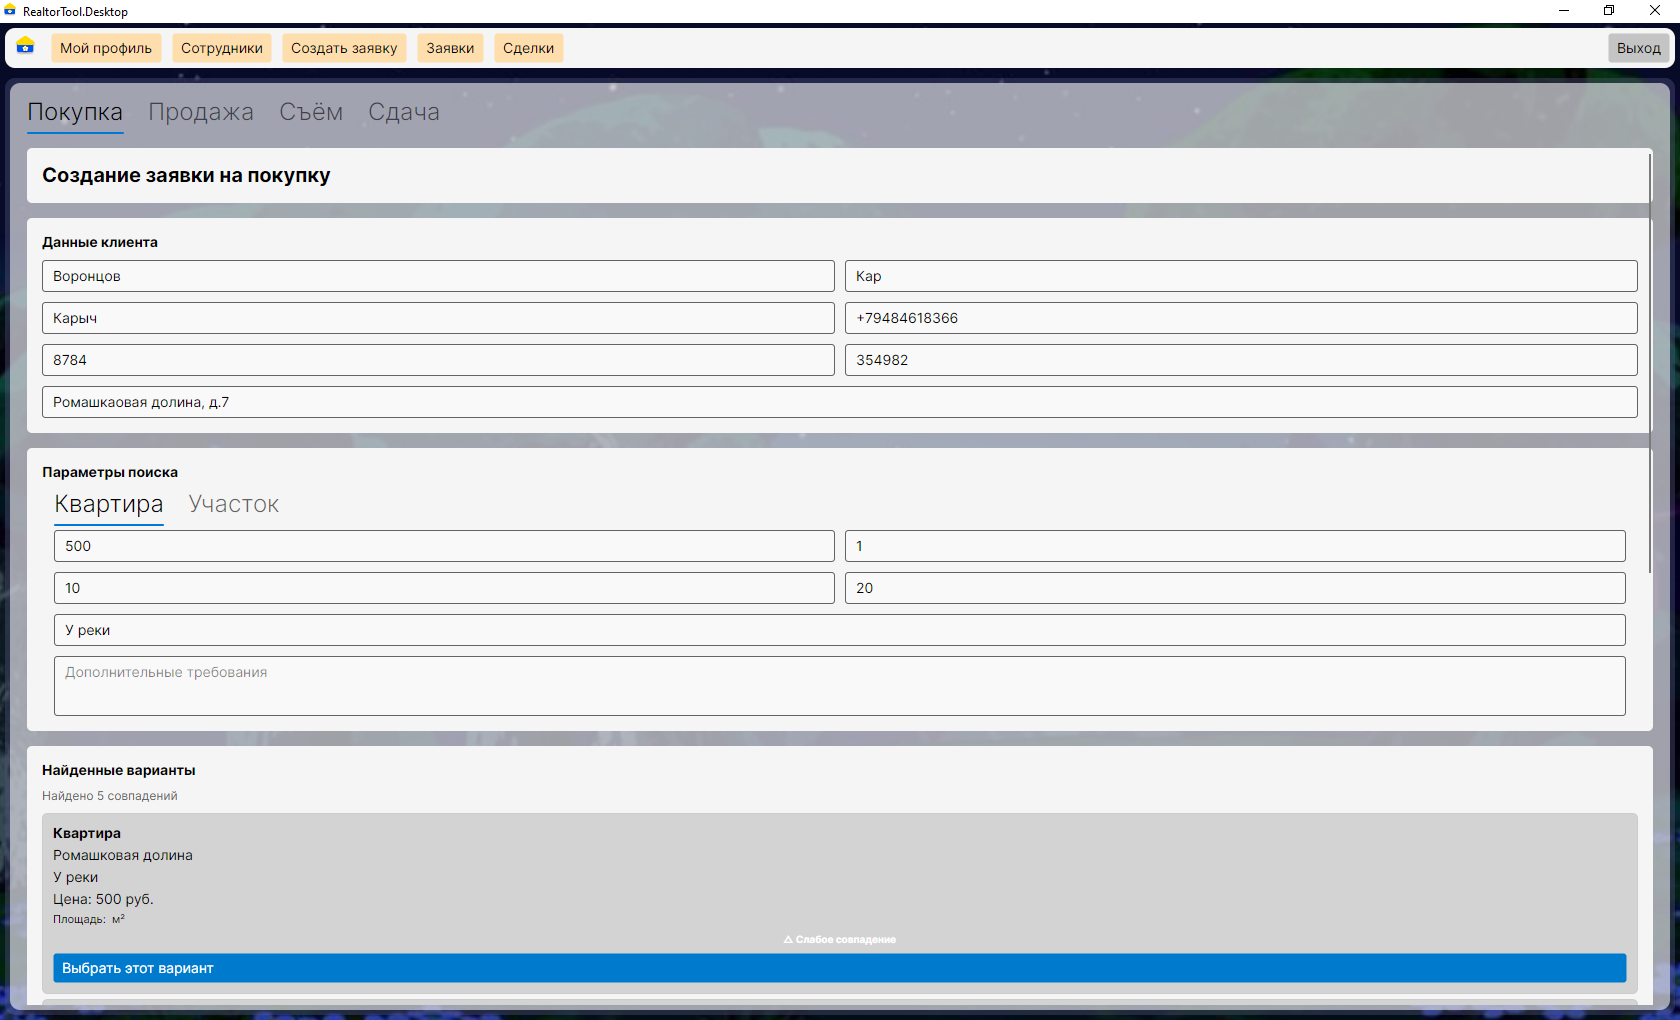 RealtorTool.Desktop
Мой профиль Сотрудники Создать заявку Заявки Сделки Выход
Покупка Продажа Съём Сдача
Создание заявки на покупку
Данные клиента
Воронцов Кар
Карыч +79484618366
8784 354982
Ромашкаовая долина, д.7
Параметры поиска
Квартира Участок
500 1
10 20
У реки
Дополнительные требования
Найденные варианты
Найдено 5 совпадений
Квартира
Ромашковая долина
У реки
Цена: 500 руб.
Площадь: м²
△ Слабое совпадение
Выбрать этот вариант